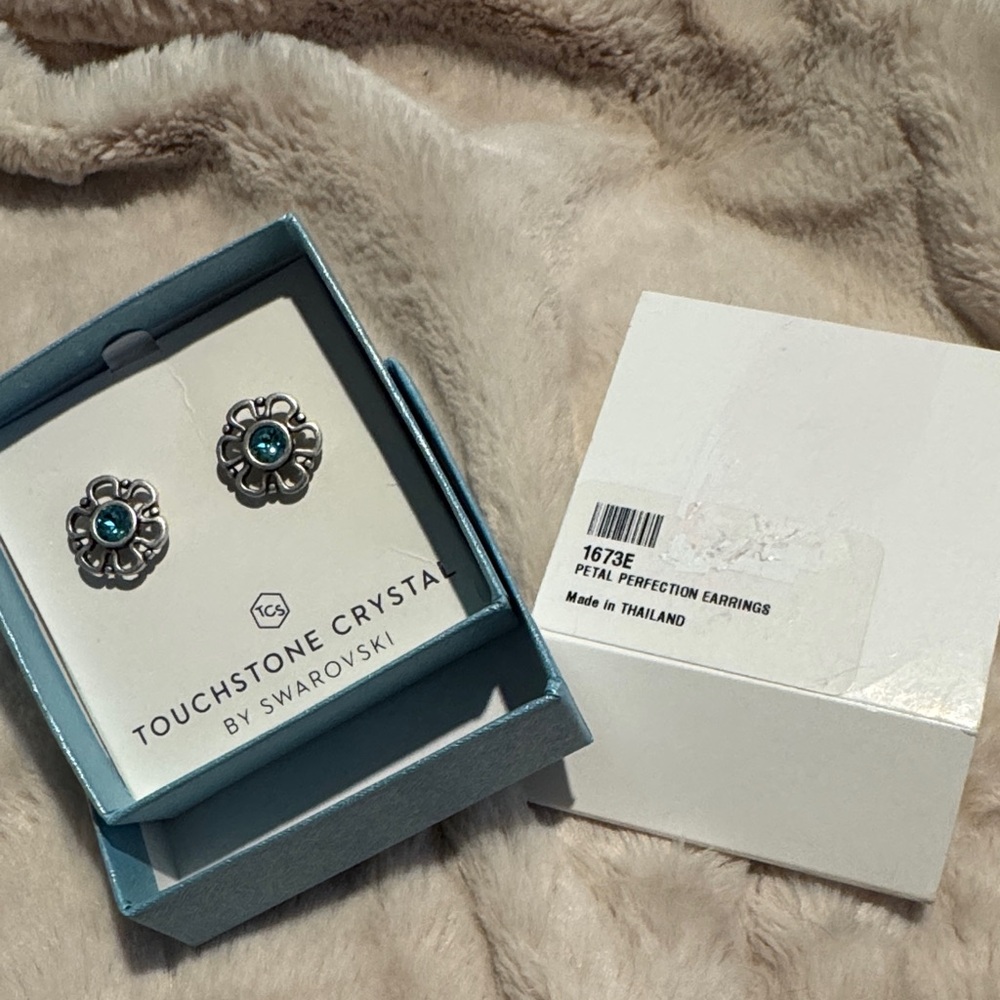 TCS
TOUCHSTONE CRYSTAL
BY SWAROVSKI
1673E
PETAL PERFECTION EARRINGS
Made in THAILAND